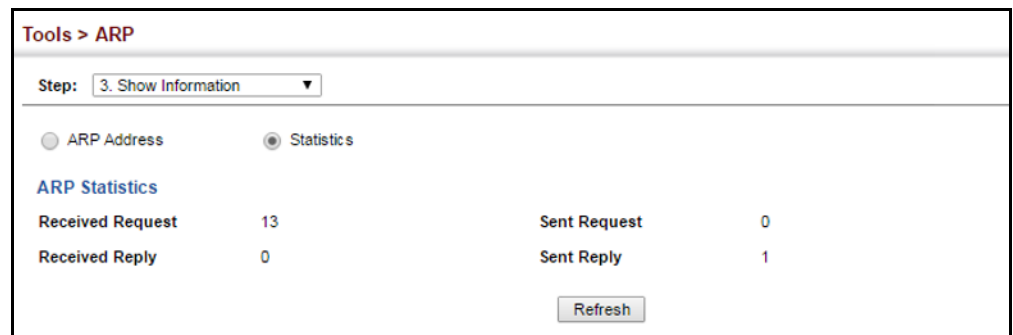 Tools > ARP
Step: 3. Show Information
ARP Address Statistics
ARP Statistics
Received Request 13 Sent Request 0
Received Reply 0 Sent Reply 1
Refresh